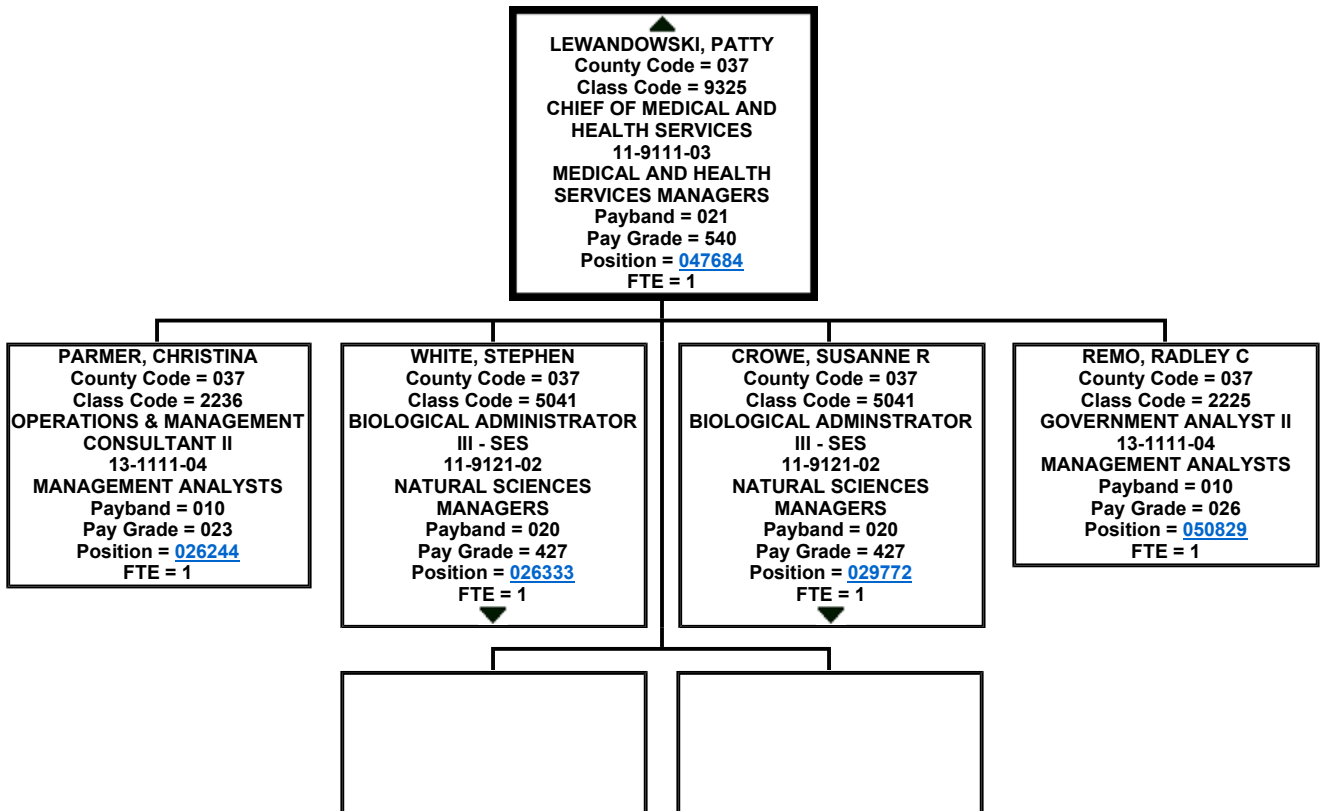 LEWANDOWSKI, PATTY
County Code = 037
Class Code = 9325
CHIEF OF MEDICAL AND
HEALTH SERVICES
11-9111-03
MEDICAL AND HEALTH
SERVICES MANAGERS
Payband = 021
Pay Grade = 540
Position = 047684
FTE = 1
PARMER, CHRISTINA
County Code = 037
Class Code = 2236
OPERATIONS & MANAGEMENT
CONSULTANT II
13-1111-04
MANAGEMENT ANALYSTS
Payband = 010
Pay Grade = 023
Position = 026244
FTE = 1
WHITE, STEPHEN
County Code = 037
Class Code = 5041
BIOLOGICAL ADMINISTRATOR
III - SES
11-9121-02
NATURAL SCIENCES
MANAGERS
Payband = 020
Pay Grade = 427
Position = 026333
FTE = 1
CROWE, SUSANNE R
County Code = 037
Class Code = 5041
BIOLOGICAL ADMINSTRATOR
III - SES
11-9121-02
NATURAL SCIENCES
MANAGERS
Payband = 020
Pay Grade = 427
Position = 029772
FTE = 1
REMO, RADLEY C
County Code = 037
Class Code = 2225
GOVERNMENT ANALYST II
13-1111-04
MANAGEMENT ANALYSTS
Payband = 010
Pay Grade = 026
Position = 050829
FTE = 1